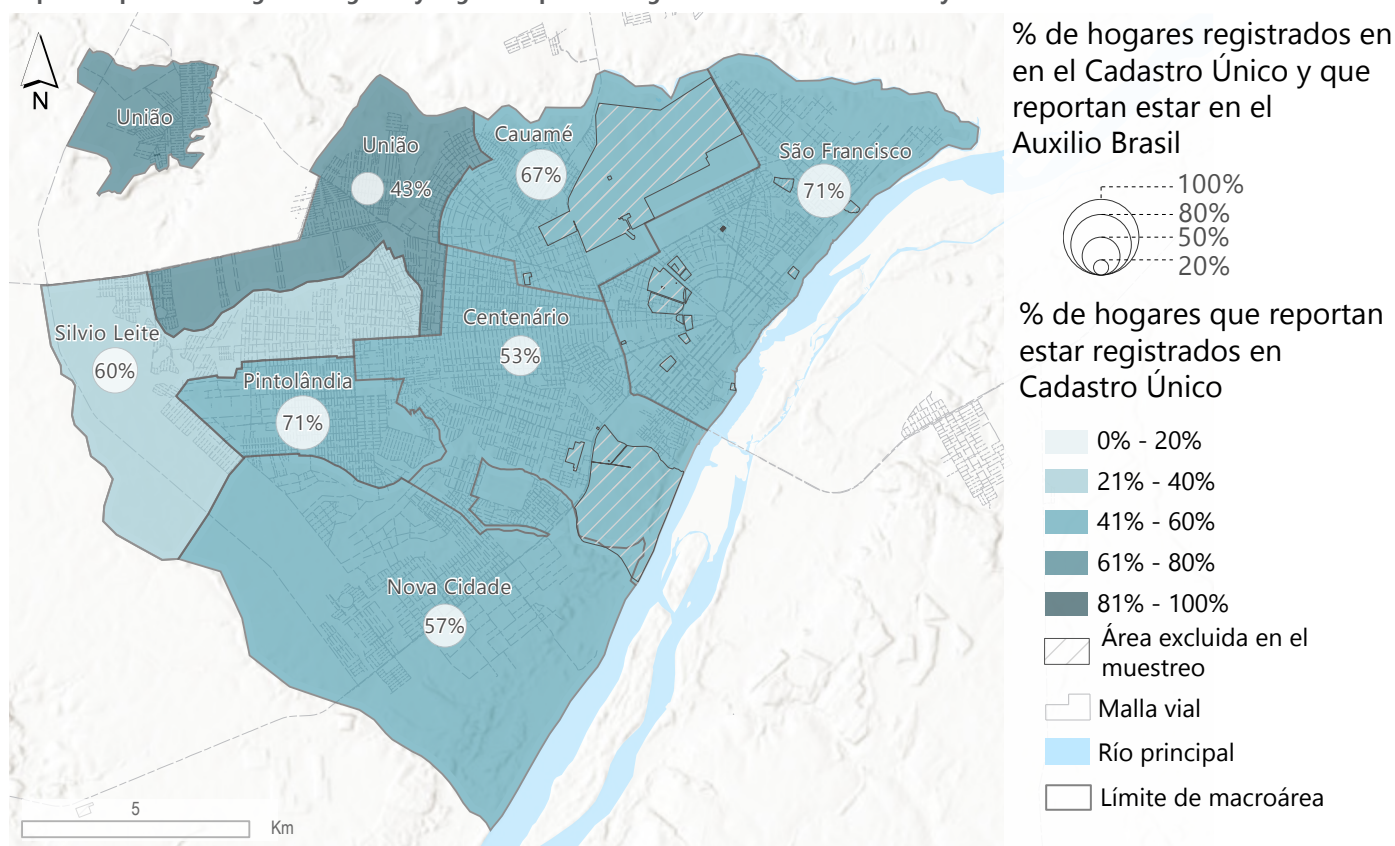 N
União
União
43%
Cauamé
67%
São Francisco
71%
Silvio Leite
60%
Centenário
53%
Pintolândia
71%
Nova Cidade
57%
5
Km
% de hogares registrados en
en el Cadastro Único y que
reportan estar en el
Auxilio Brasil
100%
80%
50%
20%
% de hogares que reportan
estar registrados en
Cadastro Único
0% - 20%
21% - 40%
41% - 60%
61% - 80%
81% - 100%
Área excluida en el
muestreo
Malla vial
Río principal
Límite de macroárea